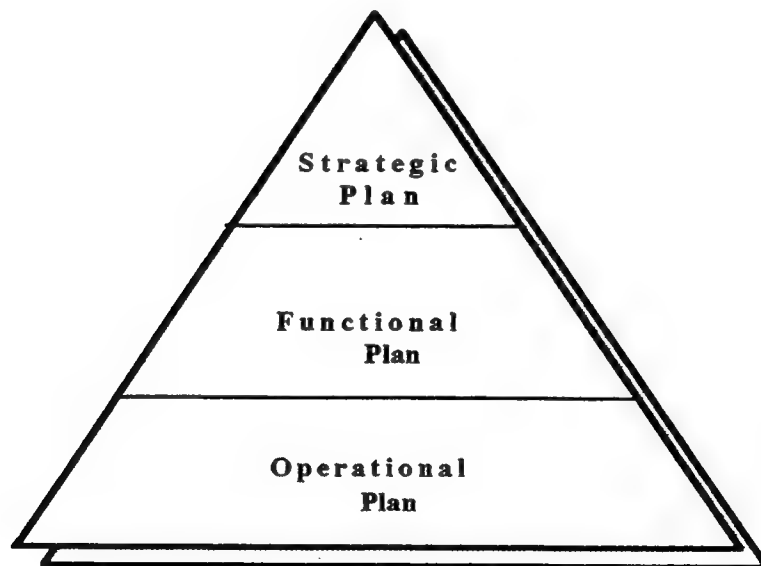 Strategic
Plan
Functional
Plan
Operational
Plan